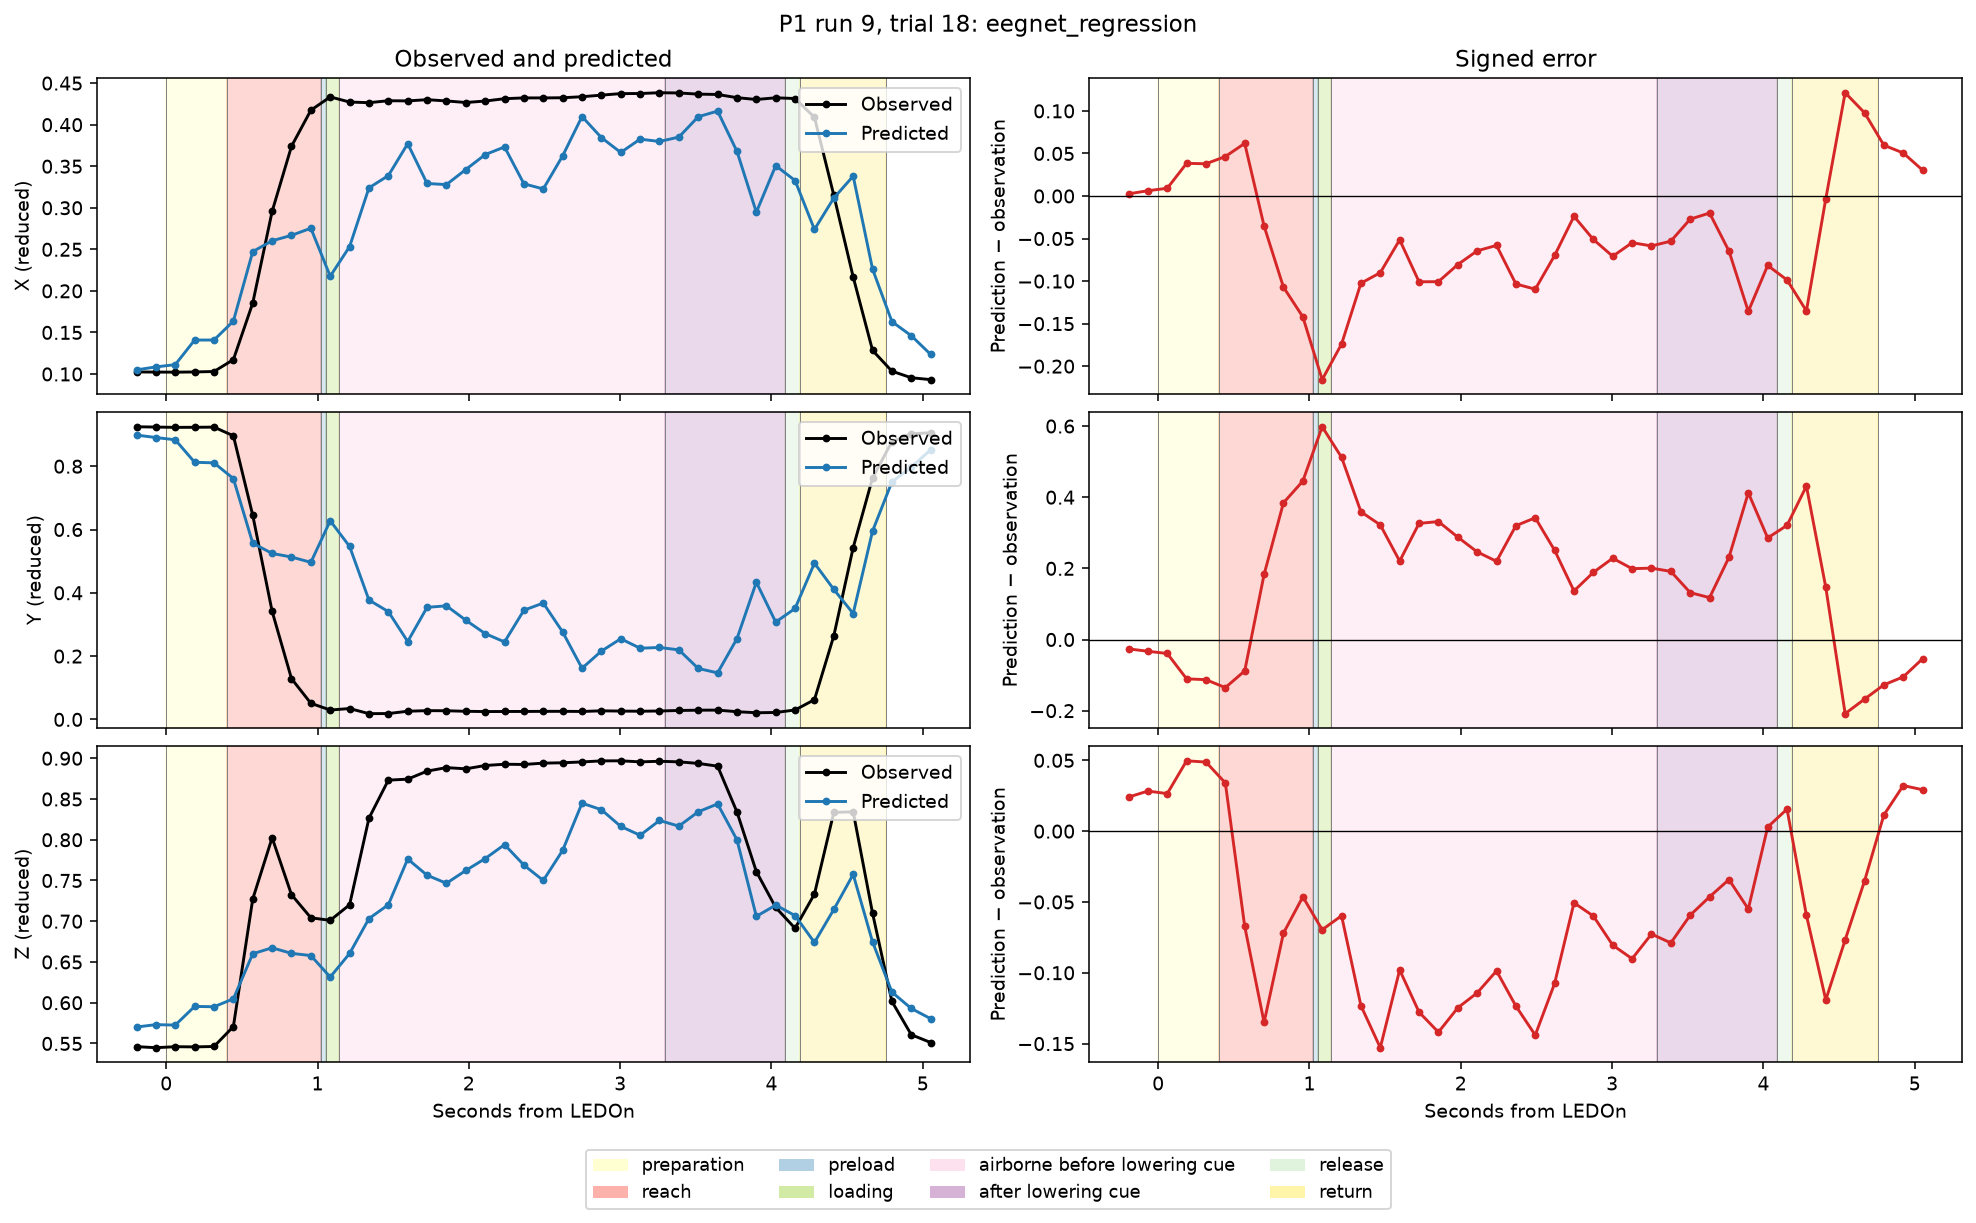 P1 run 9, trial 18: eegnet_regression
Observed and predicted
Signed error
X (reduced)
0.45
0.40
0.35
0.30
0.25
0.20
0.15
0.10
Observed
Predicted
Prediction − observation
0.10
0.05
0.00
−0.05
−0.10
−0.15
−0.20
Y (reduced)
0.8
0.6
0.4
0.2
0.0
Observed
Predicted
Prediction − observation
0.6
0.4
0.2
0.0
−0.2
Z (reduced)
0.90
0.85
0.80
0.75
0.70
0.65
0.60
0.55
Observed
Predicted
0 1 2 3 4 5
Seconds from LEDOn
Prediction − observation
0.05
0.00
−0.05
−0.10
−0.15
0 1 2 3 4 5
Seconds from LEDOn
preparation preload airborne before lowering cue release
reach loading after lowering cue return